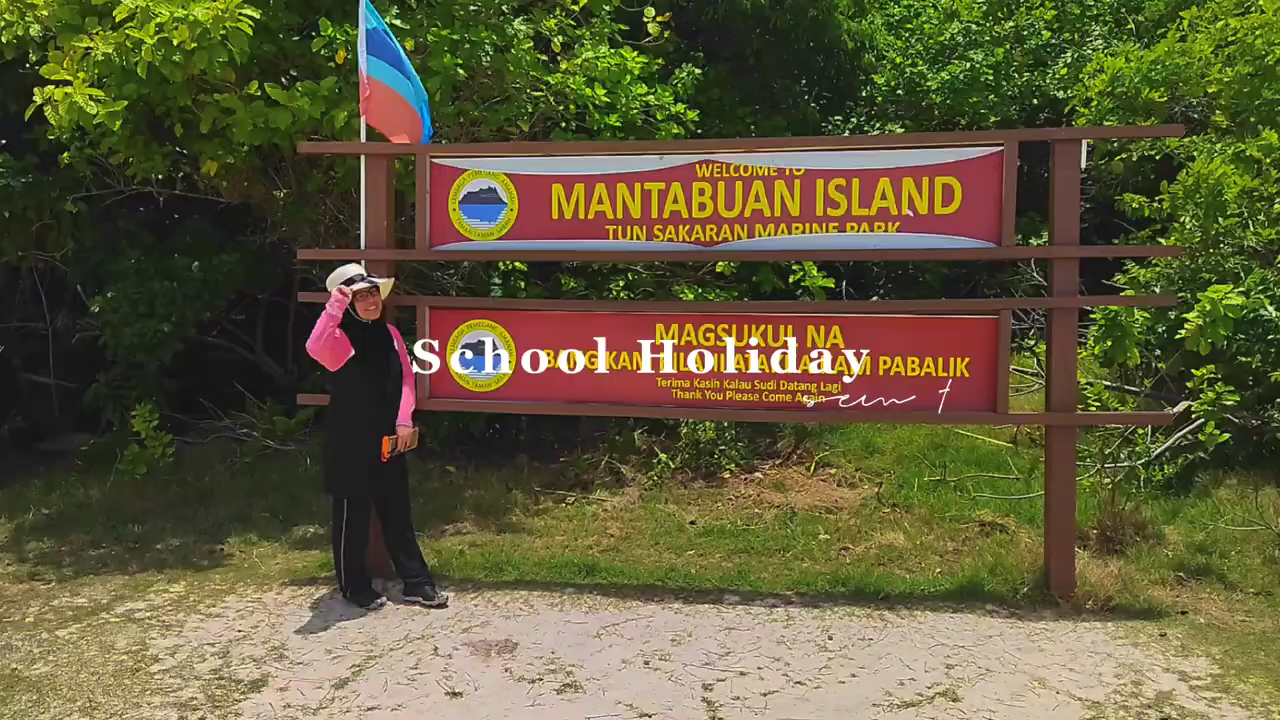 WELCOME TO
MANTABUAN ISLAND
TUN SAKARAN MARINE PARK
MAGSUKUL NA
PABALIK
School Holiday
Terima Kasih Kalau Sudi Datang Lagi
Thank You Please Come Again